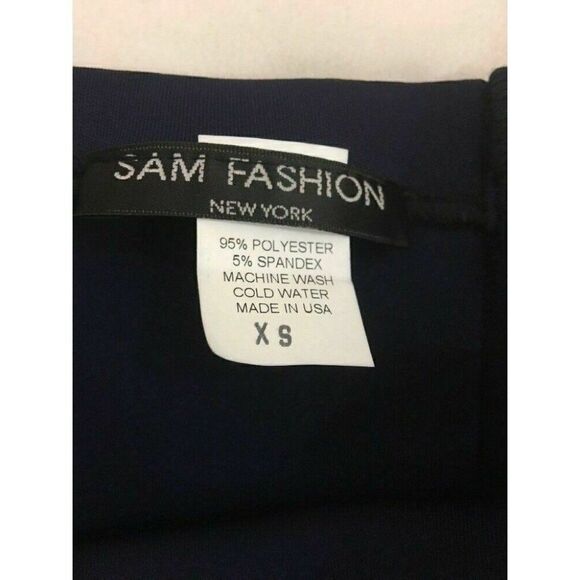 SAM FASHION
NEW YORK
95% POLYESTER
5% SPANDEX
MACHINE WASH
COLD WATER
MADE IN USA
XS